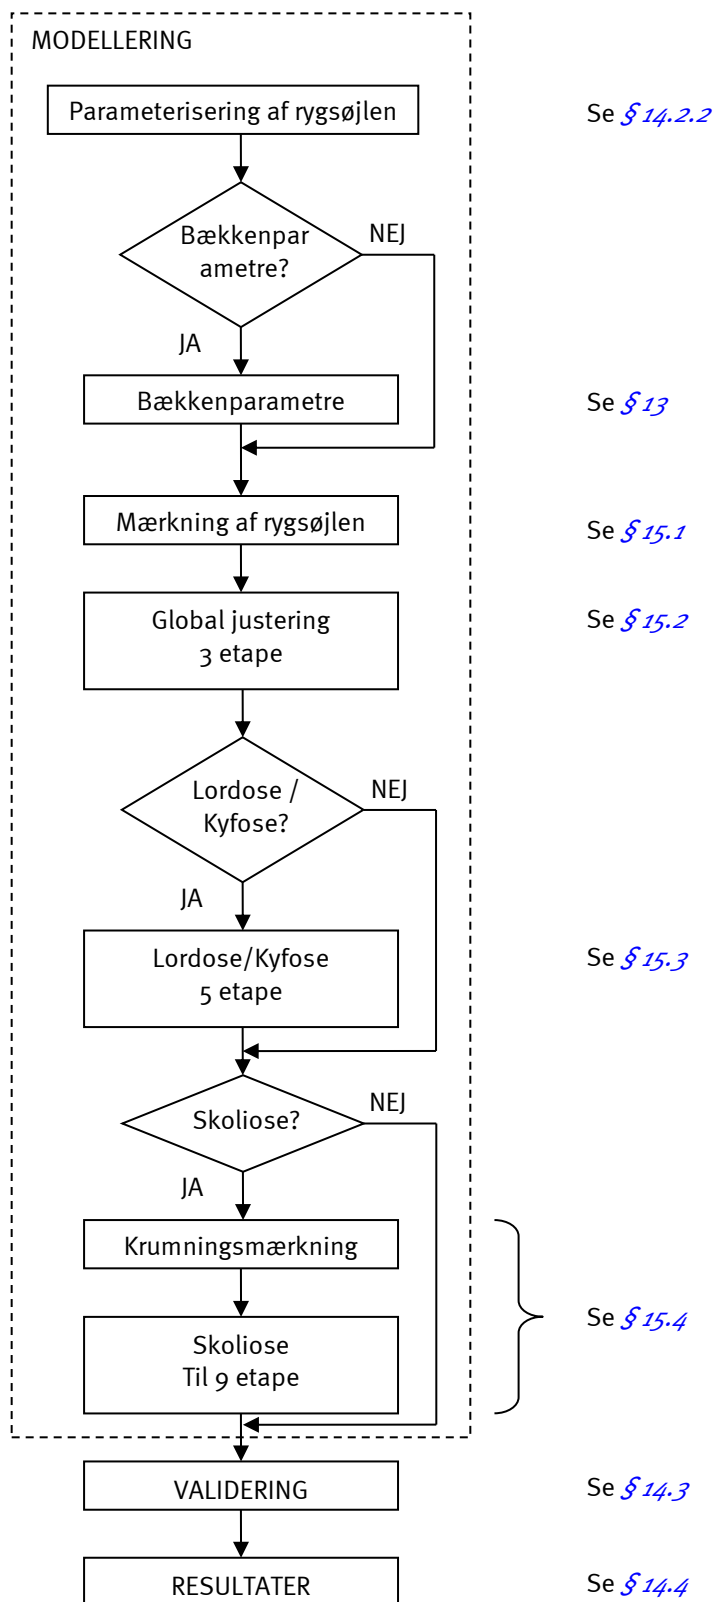 MODELLERING
Parameterisering af rygsøjlen
Se § 14.2.2
Bækkenpar
ametre?
NEJ
JA
Bækkenparametre
Se § 13
Mærkning af rygsøjlen
Se § 15.1
Global justering
3 etape
Se § 15.2
Lordose /
Kyfose?
NEJ
JA
Lordose/Kyfose
5 etape
Se § 15.3
Skoliose?
NEJ
JA
Krumningsmærkning
Skoliose
Til 9 etape
Se § 15.4
VALIDERING
Se § 14.3
RESULTATER
Se § 14.4